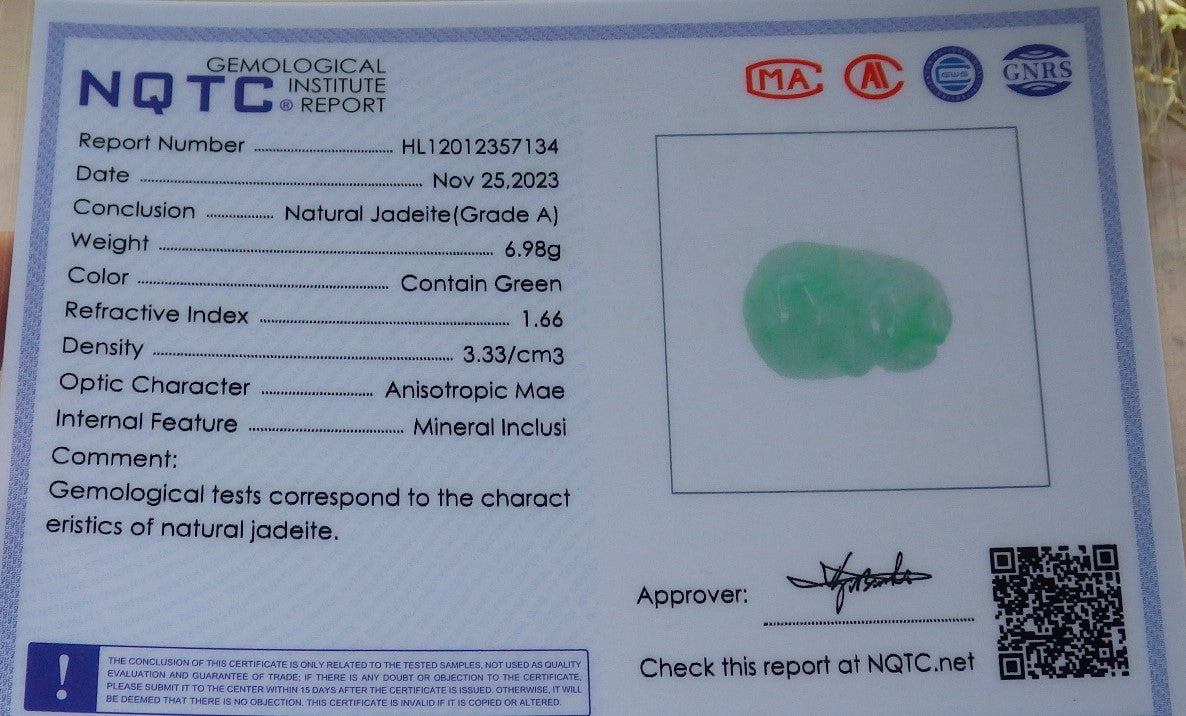 GEMOLOGICAL
NQTC® INSTITUTE
REPORT
MA
GWS
GNRS
Report Number HL12012357134
Date Nov 25,2023
Conclusion Natural Jadeite(Grade A)
Weight 6.98g
Color Contain Green
Refractive Index 1.66
Density 3.33/cm3
Optic Character Anisotropic Mae
Internal Feature Mineral Inclusi
Comment:
Gemological tests correspond to the charact
eristics of natural jadeite.
Approver:
Check this report at NQTC.net
!
THE CONCLUSION OF THIS CERTIFICATE IS ONLY RELATED TO THE TESTED SAMPLES, NOT USED AS QUALITY
EVALUATION AND GUARANTEE OF TRADE; IF THERE IS ANY DOUBT OR OBJECTION TO THE CERTIFICATE,
PLEASE SUBMIT IT TO THE CENTER WITHIN 15 DAYS AFTER THE CERTIFICATE IS ISSUED. OTHERWISE, IT WILL
BE DEEMED THAT THERE IS NO OBJECTION. THIS CERTIFICATE IS INVALID IF IT IS COPIED OR ALTERED.